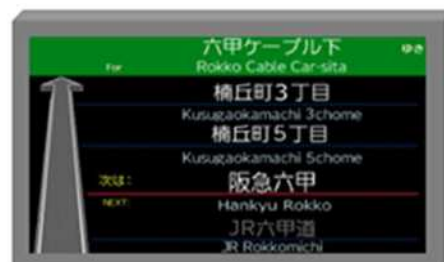 六甲ケーブル下 ゆき
For Rokko Cable Car-sita
楠丘町3丁目
Kusugaokamachi 3chome
楠丘町5丁目
Kusugaokamachi 5chome
次は: 阪急六甲
NEXT: Hankyu Rokko
JR六甲道
JR Rokkomichi